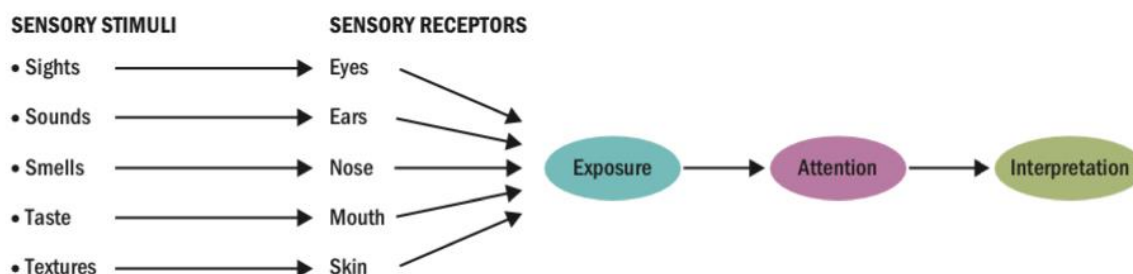 SENSORY STIMULI SENSORY RECEPTORS
• Sights Eyes
• Sounds Ears
• Smells Nose Exposure Attention Interpretation
• Taste Mouth
• Textures Skin